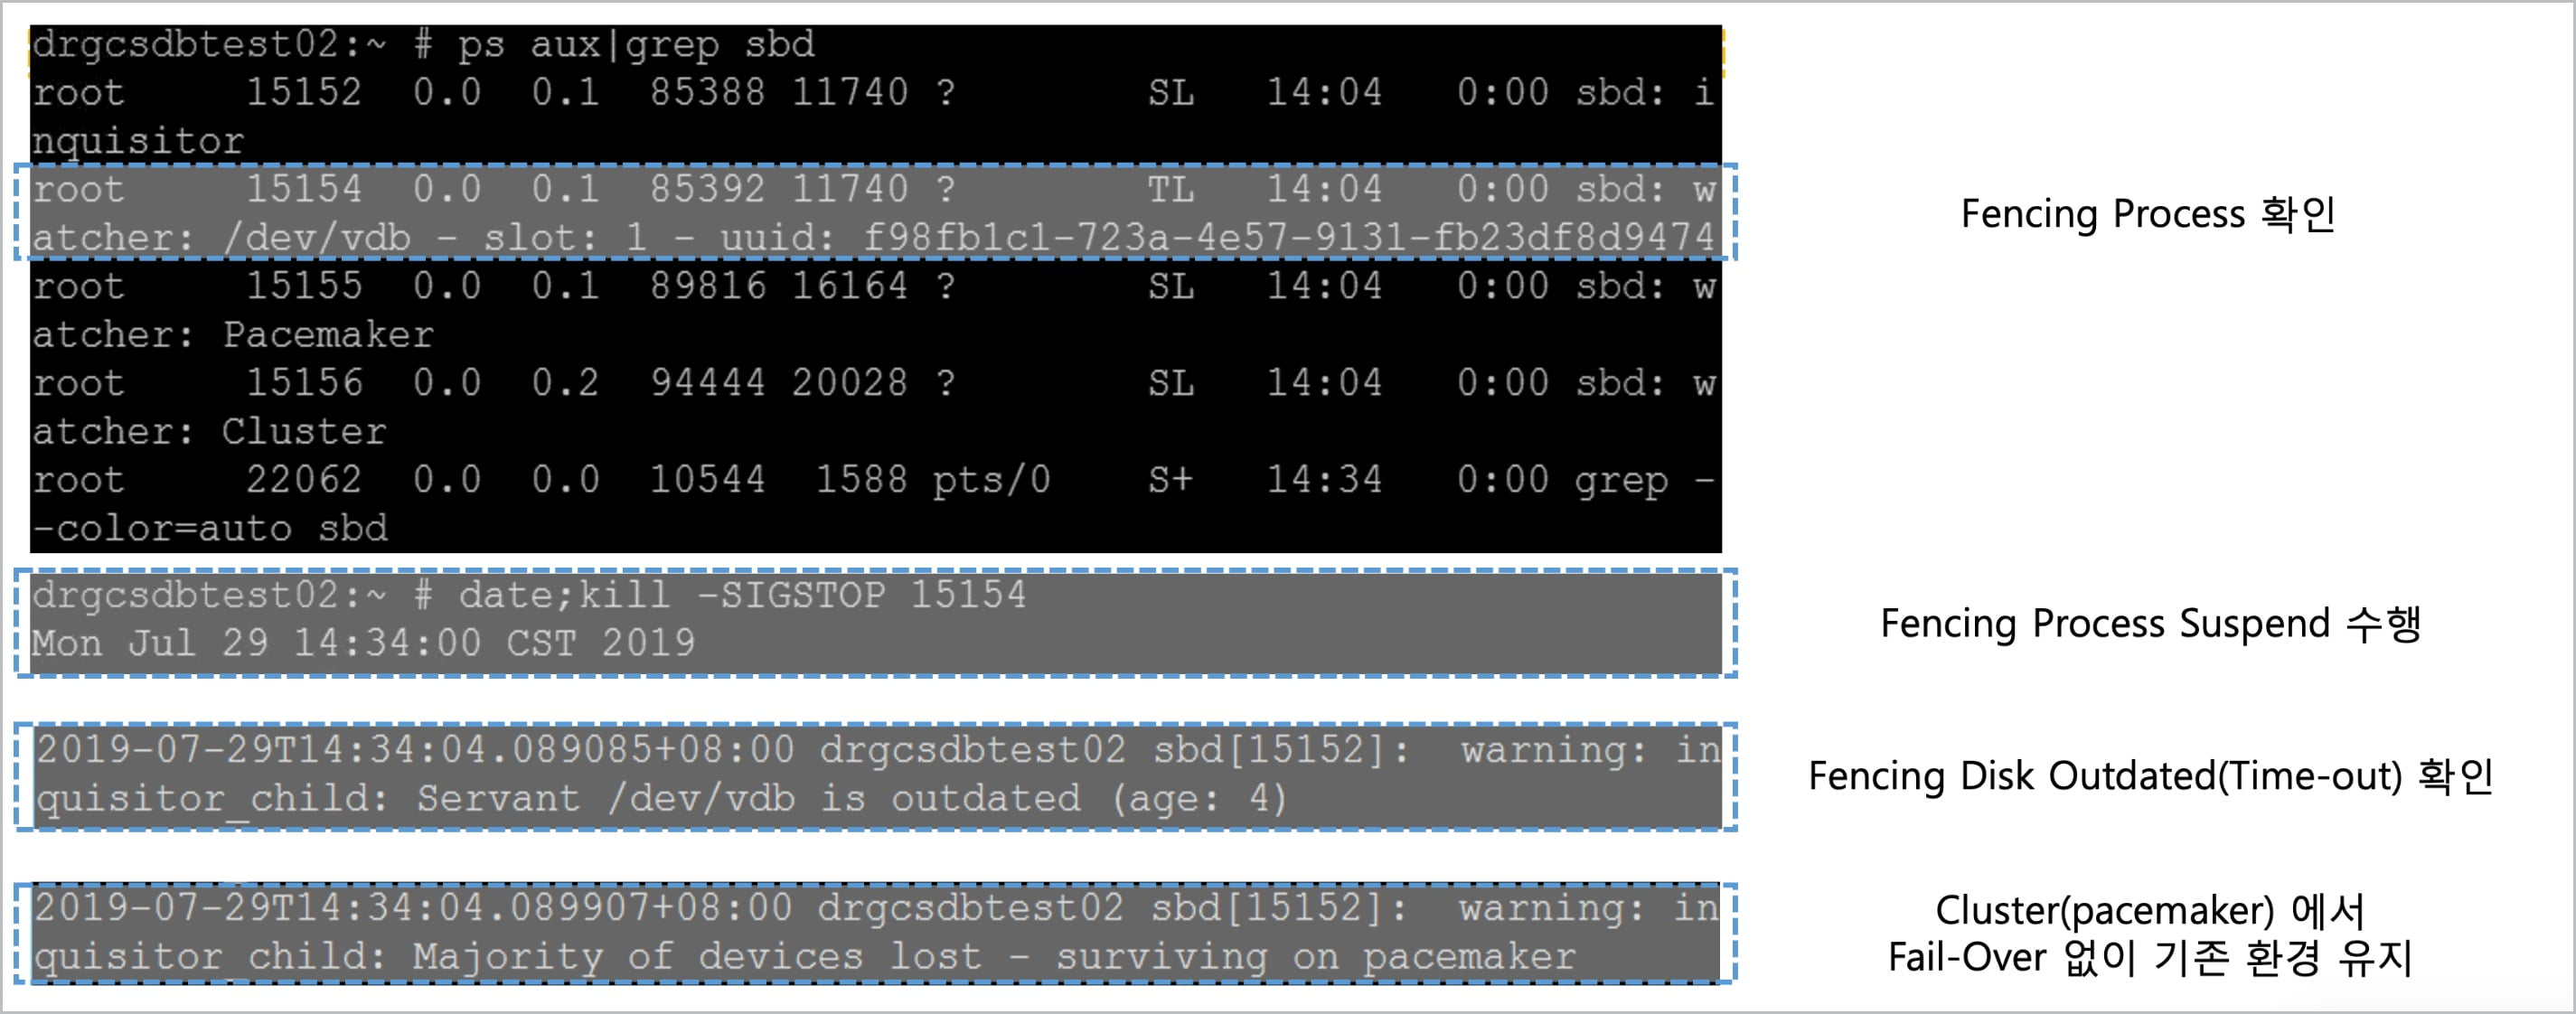 drgcsdbtest02:~ # ps aux|grep sbd
root 15152 0.0 0.1 85388 11740 ? SL 14:04 0:00 sbd: i
nquisitor
root 15154 0.0 0.1 85392 11740 ? TL 14:04 0:00 sbd: w
atcher: /dev/vdb - slot: 1 - uuid: f98fb1c1-723a-4e57-9131-fb23df8d9474
Fencing Process 확인
root 15155 0.0 0.1 89816 16164 ? SL 14:04 0:00 sbd: w
atcher: Pacemaker
root 15156 0.0 0.2 94444 20028 ? SL 14:04 0:00 sbd: w
atcher: Cluster
root 22062 0.0 0.0 10544 1588 pts/0 S+ 14:34 0:00 grep -
-color=auto sbd
drgcsdbtest02:~ # date;kill -SIGSTOP 15154
Mon Jul 29 14:34:00 CST 2019
Fencing Process Suspend 수행
2019-07-29T14:34:04.089085+08:00 drgcsdbtest02 sbd[15152]: warning: in
quisitor_child: Servant /dev/vdb is outdated (age: 4)
Fencing Disk Outdated(Time-out) 확인
2019-07-29T14:34:04.089907+08:00 drgcsdbtest02 sbd[15152]: warning: in
quisitor_child: Majority of devices lost - surviving on pacemaker
Cluster(pacemaker) 에서
Fail-Over 없이 기존 환경 유지